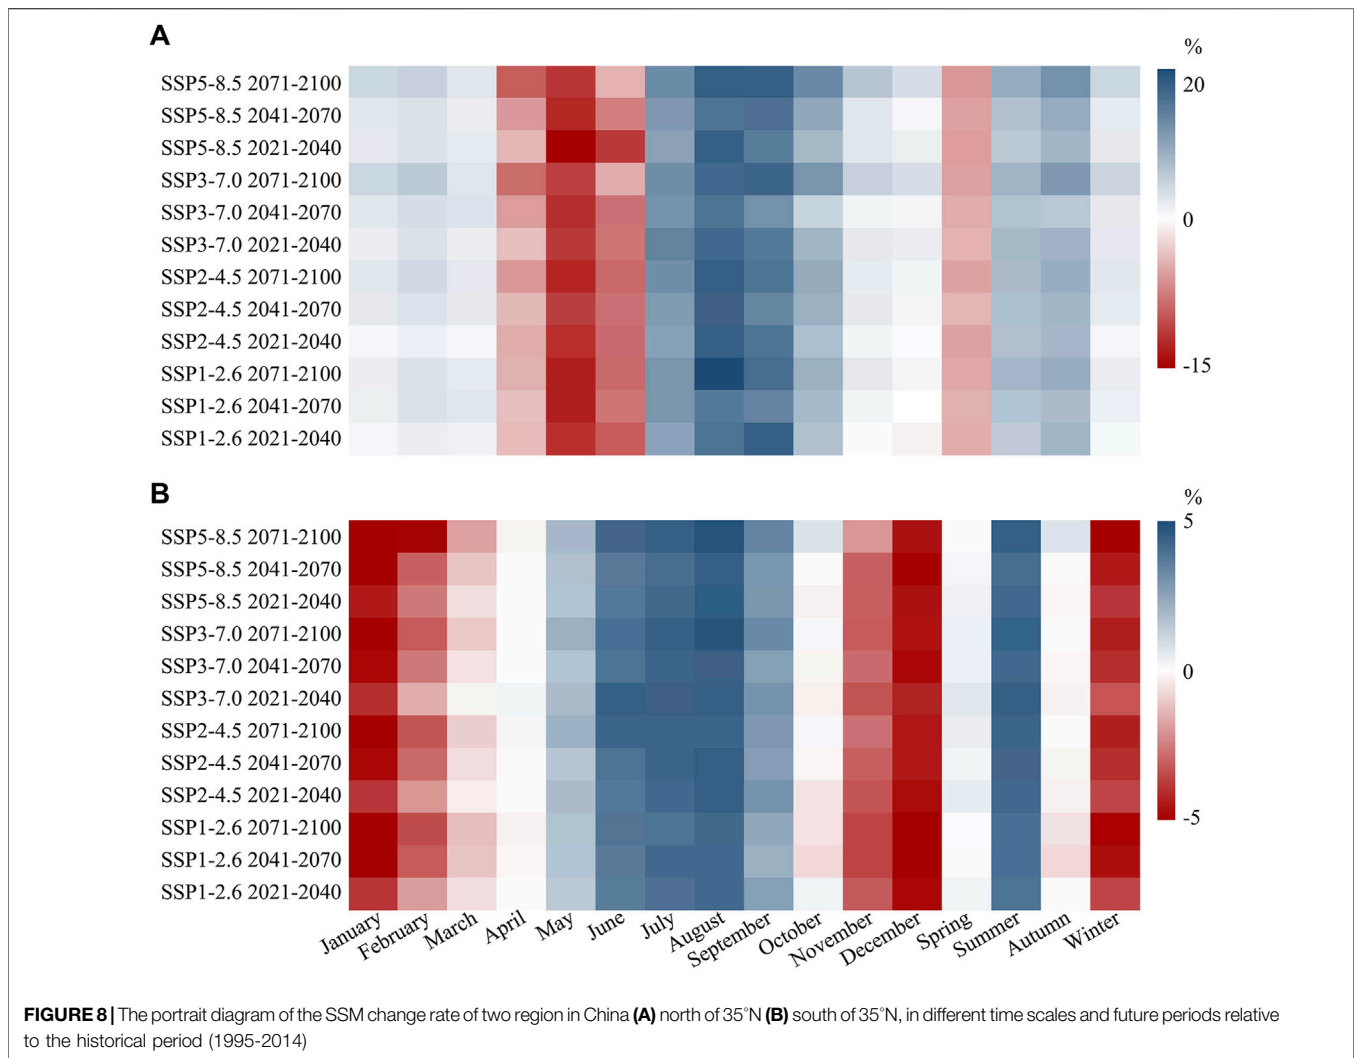 A
%
SSP5-8.5 2071-2100
20
SSP5-8.5 2041-2070
SSP5-8.5 2021-2040
SSP3-7.0 2071-2100
SSP3-7.0 2041-2070
0
SSP3-7.0 2021-2040
SSP2-4.5 2071-2100
SSP2-4.5 2041-2070
SSP2-4.5 2021-2040
SSP1-2.6 2071-2100
-15
SSP1-2.6 2041-2070
SSP1-2.6 2021-2040
B
%
SSP5-8.5 2071-2100
5
SSP5-8.5 2041-2070
SSP5-8.5 2021-2040
SSP3-7.0 2071-2100
SSP3-7.0 2041-2070
0
SSP3-7.0 2021-2040
SSP2-4.5 2071-2100
SSP2-4.5 2041-2070
SSP2-4.5 2021-2040
SSP1-2.6 2071-2100
-5
SSP1-2.6 2041-2070
SSP1-2.6 2021-2040
January February March April May June July August September October November December Spring Summer Autumn Winter
FIGURE 8 | The portrait diagram of the SSM change rate of two region in China (A) north of 35°N (B) south of 35°N, in different time scales and future periods relative
to the historical period (1995-2014)